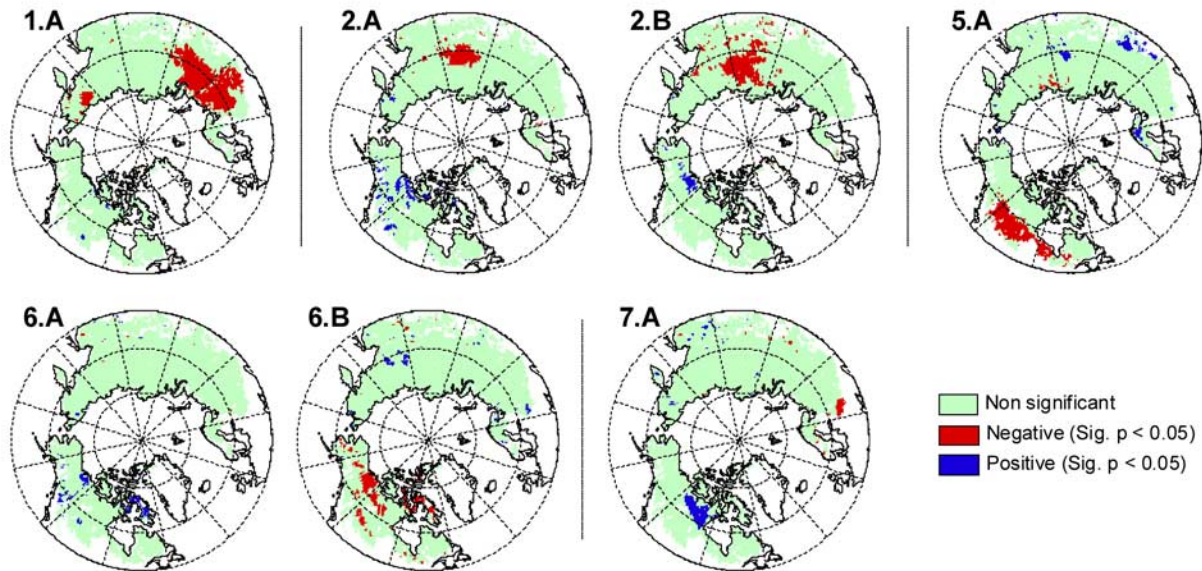 1.A
2.A
2.B
5.A
6.A
6.B
7.A
Non significant
Negative (Sig. p < 0.05)
Positive (Sig. p < 0.05)